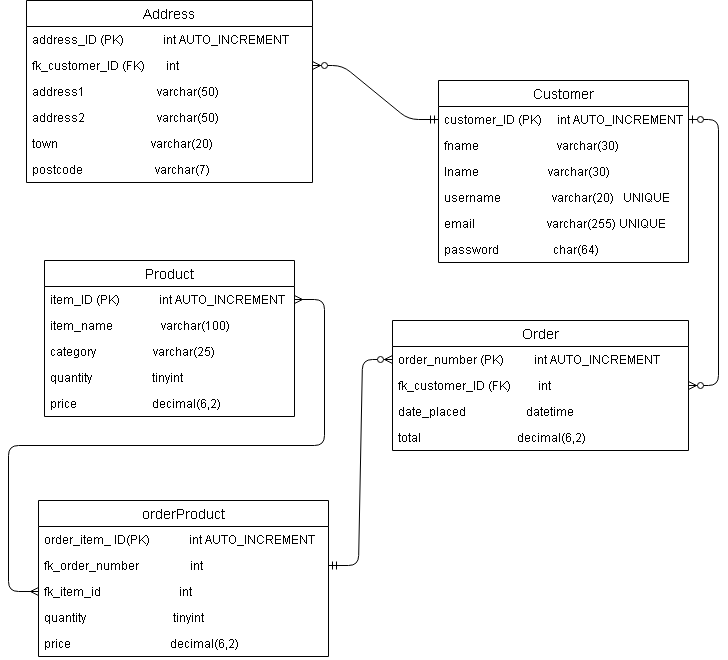 Address
address_ID (PK) int AUTO_INCREMENT
fk_customer_ID (FK) int
address1 varchar(50)
address2 varchar(50)
town varchar(20)
postcode varchar(7)
Customer
customer_ID (PK) int AUTO_INCREMENT
fname varchar(30)
lname varchar(30)
username varchar(20) UNIQUE
email varchar(255) UNIQUE
password char(64)
Product
item_ID (PK) int AUTO_INCREMENT
item_name varchar(100)
category varchar(25)
quantity tinyint
price decimal(6,2)
Order
order_number (PK) int AUTO_INCREMENT
fk_customer_ID (FK) int
date_placed datetime
total decimal(6,2)
orderProduct
order_item_ ID(PK) int AUTO_INCREMENT
fk_order_number int
fk_item_id int
quantity tinyint
price decimal(6,2)